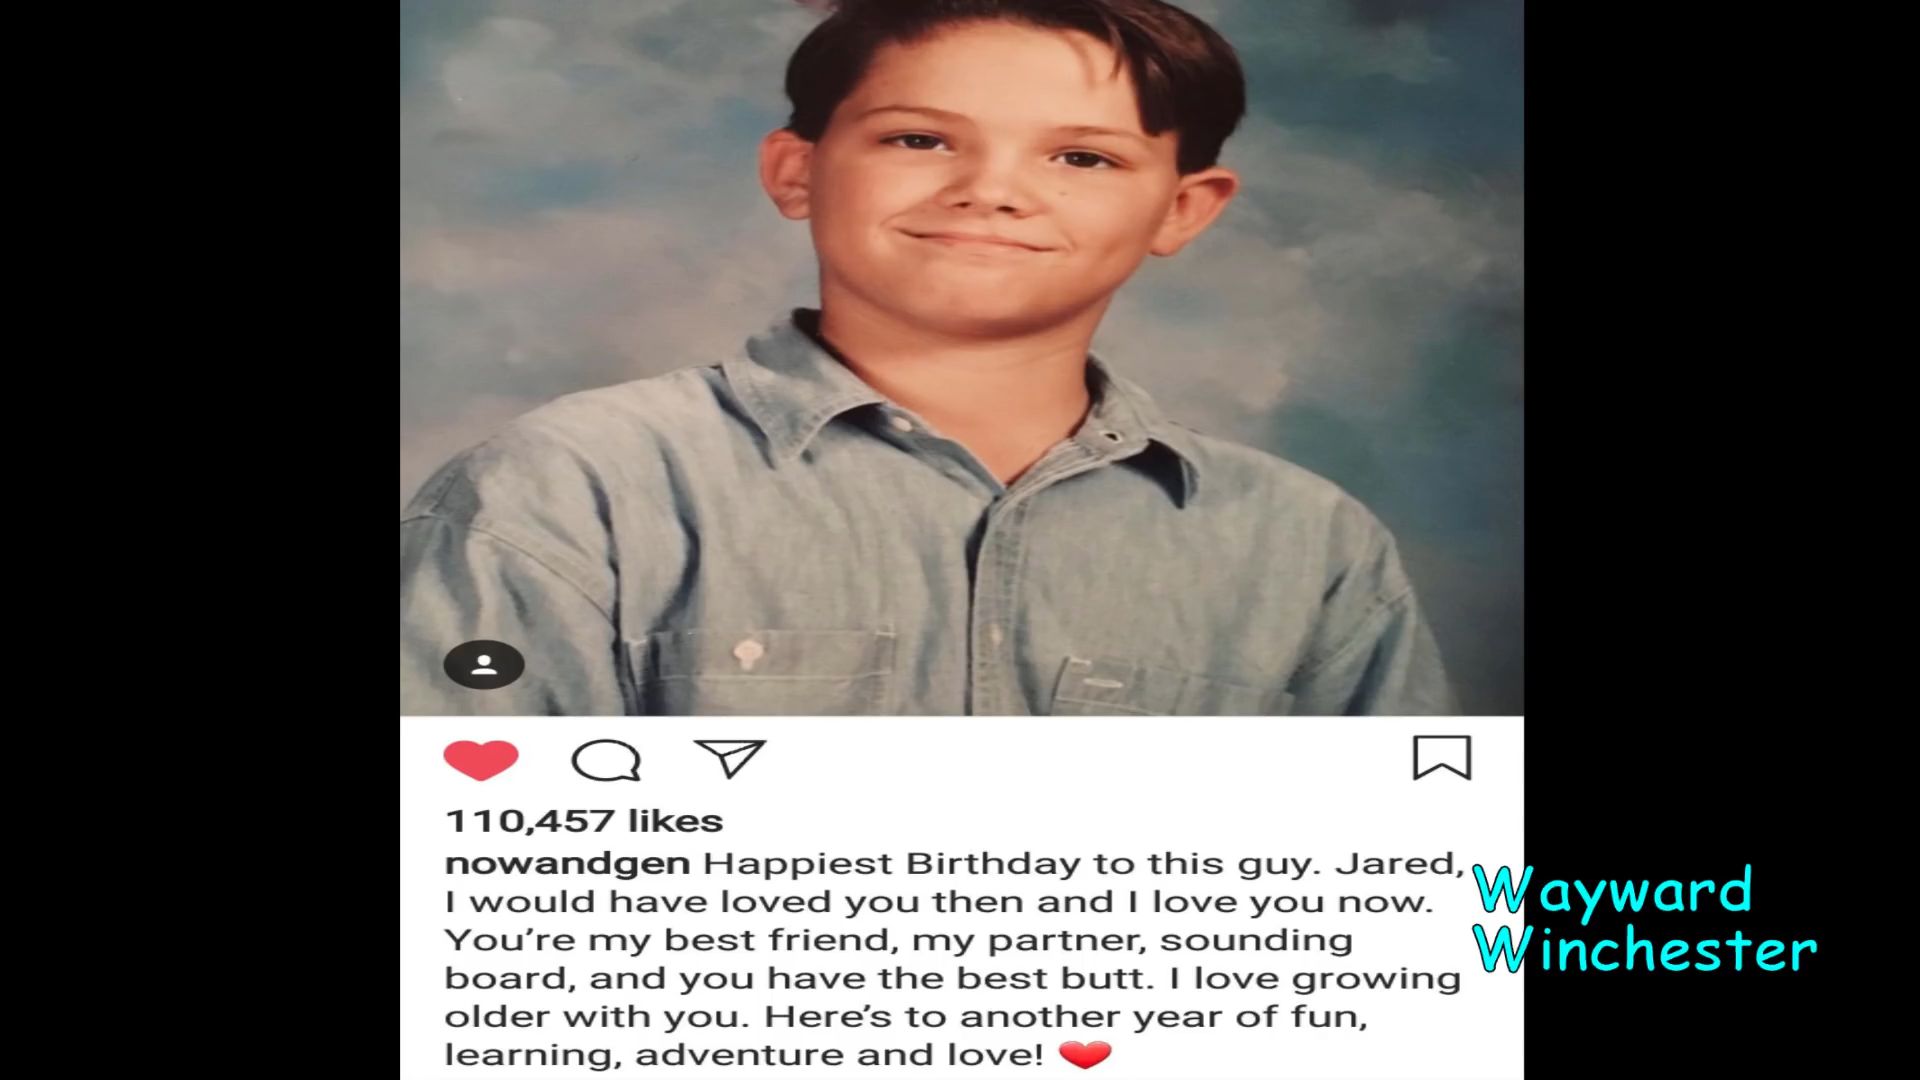 110,457 likes
nowandgen Happiest Birthday to this guy. Jared,
I would have loved you then and I love you now.
You’re my best friend, my partner, sounding
board, and you have the best butt. I love growing
older with you. Here’s to another year of fun,
learning, adventure and love! ❤️
Wayward
Winchester